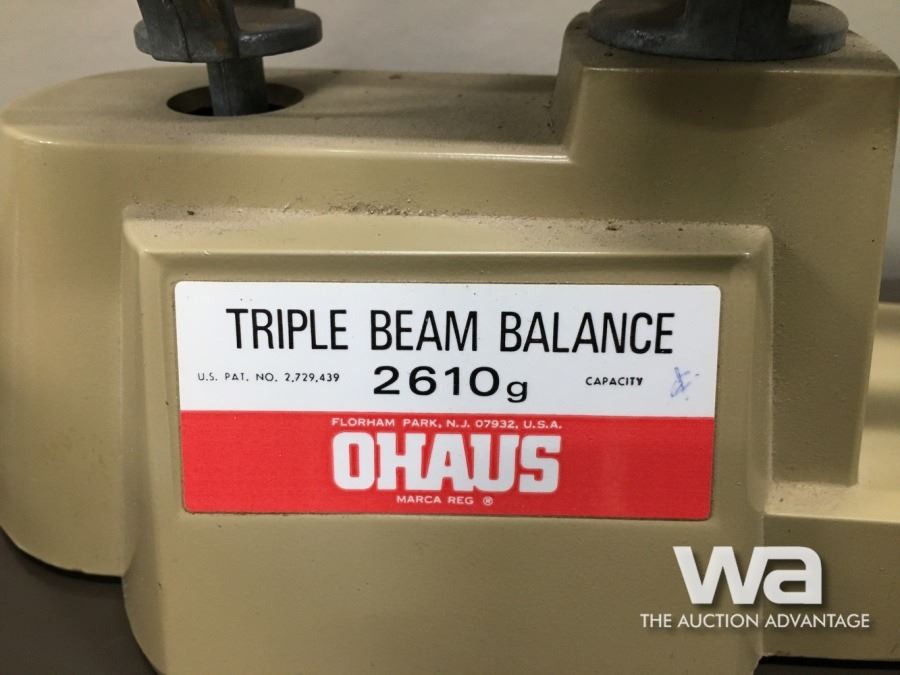 TRIPLE BEAM BALANCE
U.S. PAT. NO. 2,729,439 2610g CAPACITY
FLORHAM PARK, N.J. 07932, U.S.A.
OHAUS
MARCA REG ®
wa
THE AUCTION ADVANTAGE